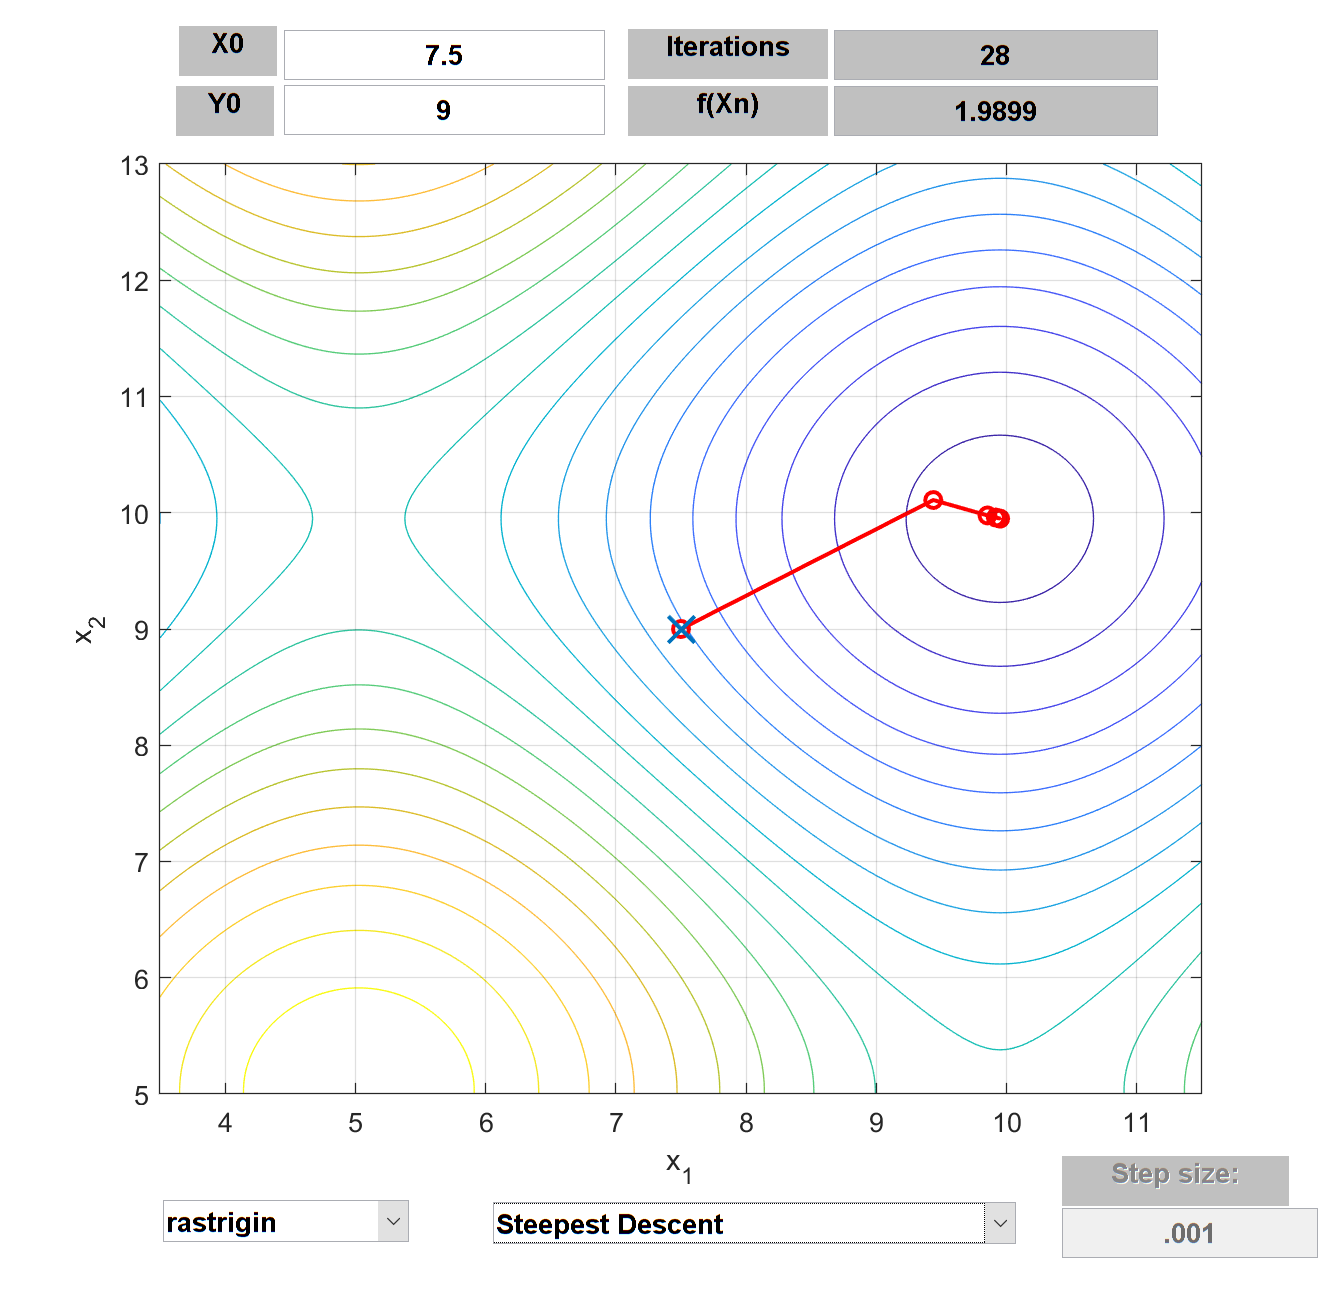 X0 7.5 Iterations 28
Y0 9 f(Xn) 1.9899
13
12
11
10
9
8
7
6
5
x2
4 5 6 7 8 9 10 11
x1
Step size:
rastrigin Steepest Descent .001